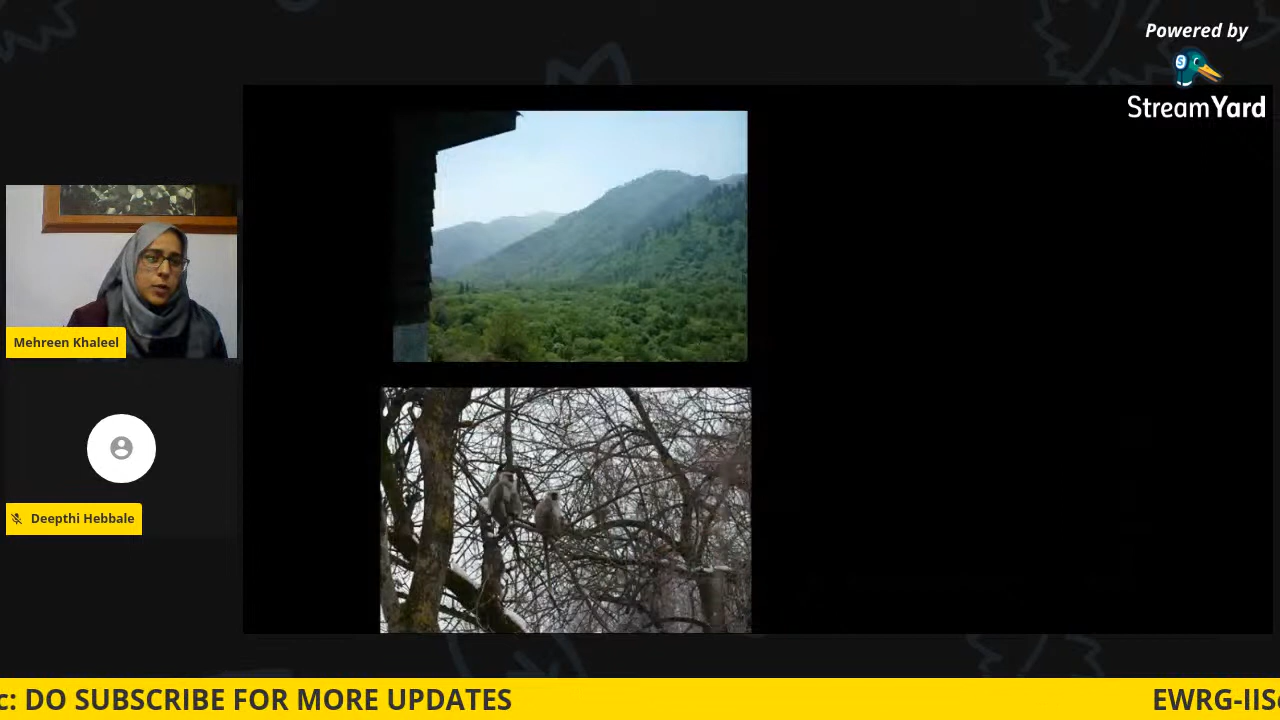 Powered by
StreamYard
Mehreen Khaleel
Deepthi Hebbale
c: DO SUBSCRIBE FOR MORE UPDATES
EWRG-IISc